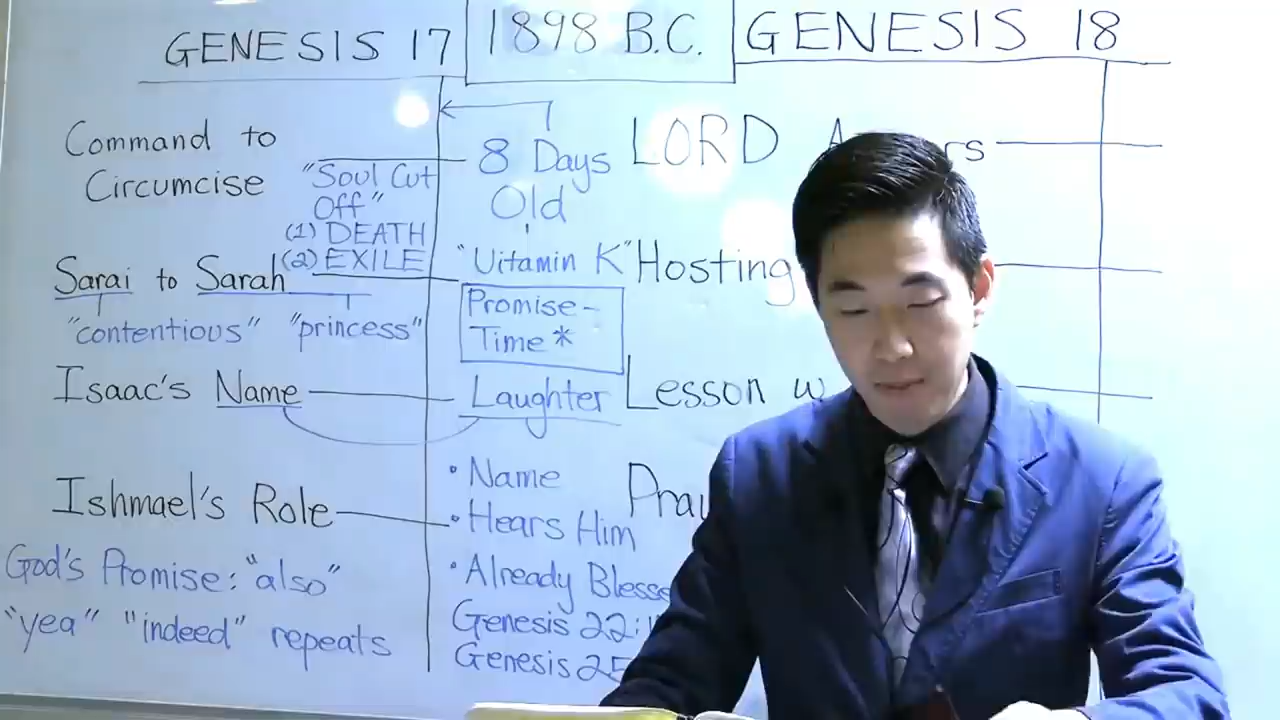 GENESIS 17
1898 B.C.
GENESIS 18
Command to
Circumcise
"Soul Cut
Off"
(1) DEATH
(2) EXILE
8 Days
Old
"Vitamin K"
Sarai to Sarah
"contentious" "princess"
Promise-
Time*
Isaac's Name
Laughter
Ishmael's Role
• Name
• Hears Him
• Already
God's Promise: "also"
"yea" "indeed" repeats
Genesis
Genesis
LORD
Hosting
Lesson